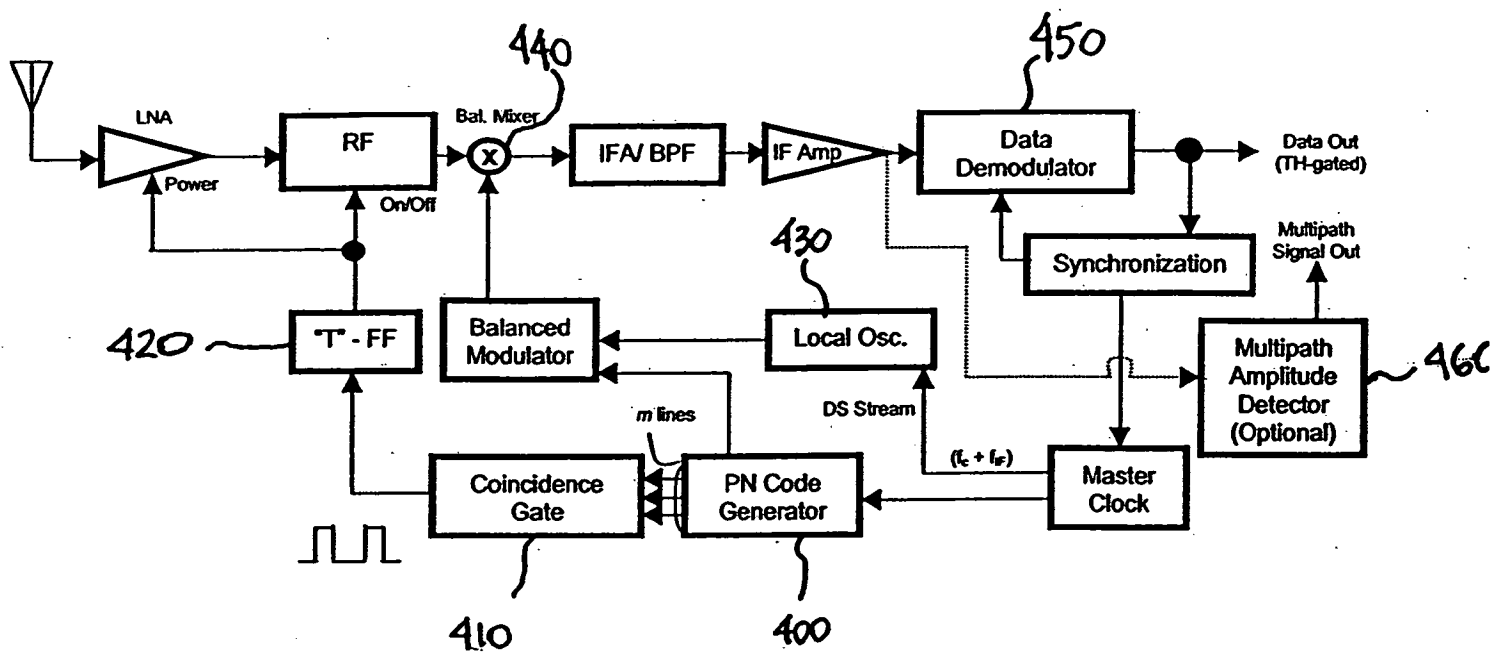 440
450
LNA
RF
Bal. Mixer
X
IFA/ BPF
IF Amp
Data
Demodulator
Data Out
(TH-gated)
Power
On/Off
430
Synchronization
Multipath
Signal Out
420
"T" - FF
Balanced
Modulator
Local Osc.
Multipath
Amplitude
Detector
(Optional)
460
m lines
DS Stream
(fc + fIF)
Coincidence
Gate
PN Code
Generator
Master
Clock
410
400